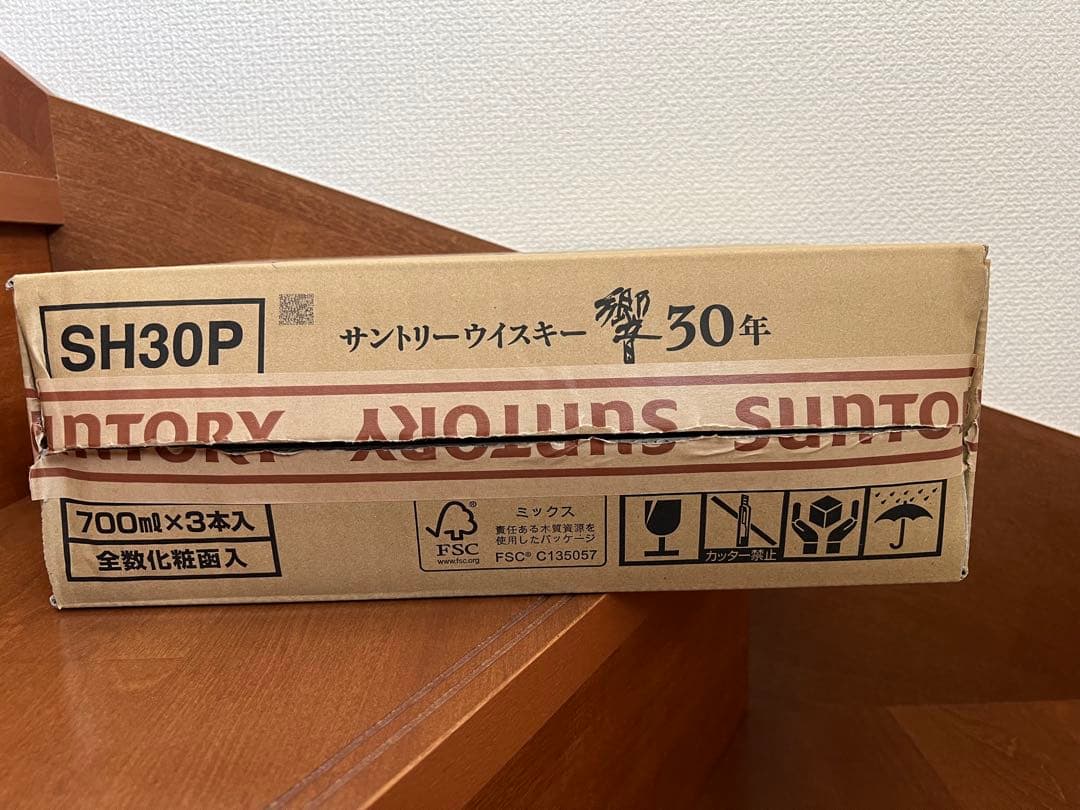 SH30P
サントリーウイスキー 響 30年
SUNTORY SUNTORY SUNTO
700ml×3本入
全数化粧函入
FSC®
www.fsc.org
ミックス
責任ある木質資源を
使用したパッケージ
FSC® C135057
カッター禁止